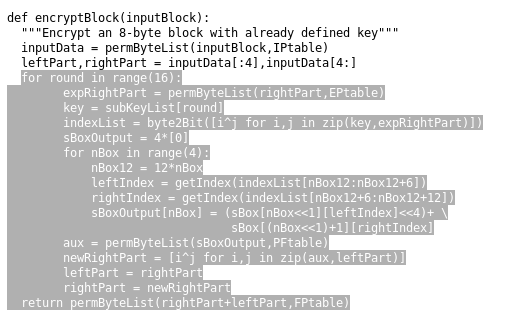 def encryptBlock(inputBlock):
  """Encrypt an 8-byte block with already defined key"""
  inputData = permByteList(inputBlock,IPtable)
  leftPart,rightPart = inputData[:4],inputData[4:]
  for round in range(16):
        expRightPart = permByteList(rightPart,EPtable)
        key = subKeyList[round]
        indexList = byte2Bit([i^j for i,j in zip(key,expRightPart)])
        sBoxOutput = 4*[0]
        for nBox in range(4):
            nBox12 = 12*nBox
            leftIndex = getIndex(indexList[nBox12:nBox12+6])
            rightIndex = getIndex(indexList[nBox12+6:nBox12+12])
            sBoxOutput[nBox] = (sBox[nBox<<1][leftIndex]<<4)+ \
                                sBox[(nBox<<1)+1][rightIndex]
        aux = permByteList(sBoxOutput,PFtable)
        newRightPart = [i^j for i,j in zip(aux,leftPart)]
        leftPart = rightPart
        rightPart = newRightPart
  return permByteList(rightPart+leftPart,FPtable)